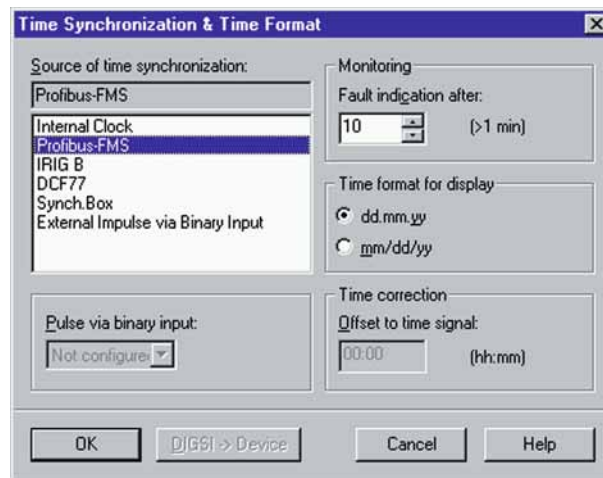 Time Synchronization & Time Format
Source of time synchronization:
Profibus-FMS
Internal Clock
Profibus-FMS
IRIG B
DCF77
Synch.Box
External Impulse via Binary Input
Monitoring
Fault indication after:
10 (>1 min)
Time format for display
dd.mm.yy
mm/dd/yy
Pulse via binary input:
Not configure
Time correction
Offset to time signal:
00:00 (hh:mm)
OK DIGSI -> Device Cancel Help